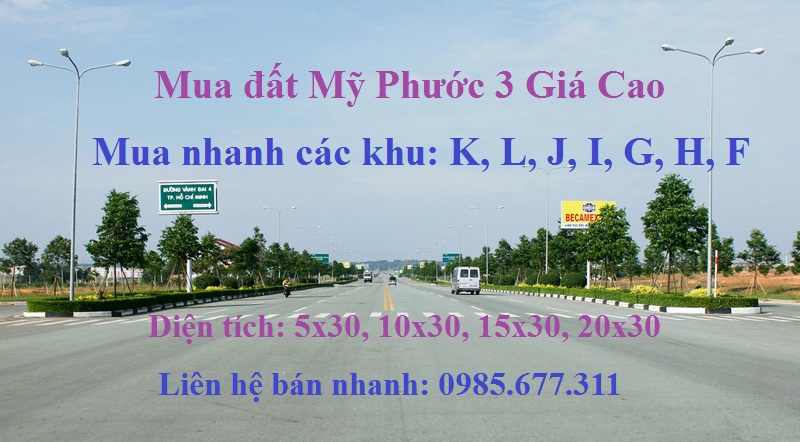 Mua đất Mỹ Phước 3 Giá Cao
Mua nhanh các khu: K, L, J, I, G, H, F
ĐƯỜNG VÀNH ĐAI 4
TP. HỒ CHÍ MINH
BECAMEX
Diện tích: 5x30, 10x30, 15x30, 20x30
Liên hệ bán nhanh: 0985.677.311